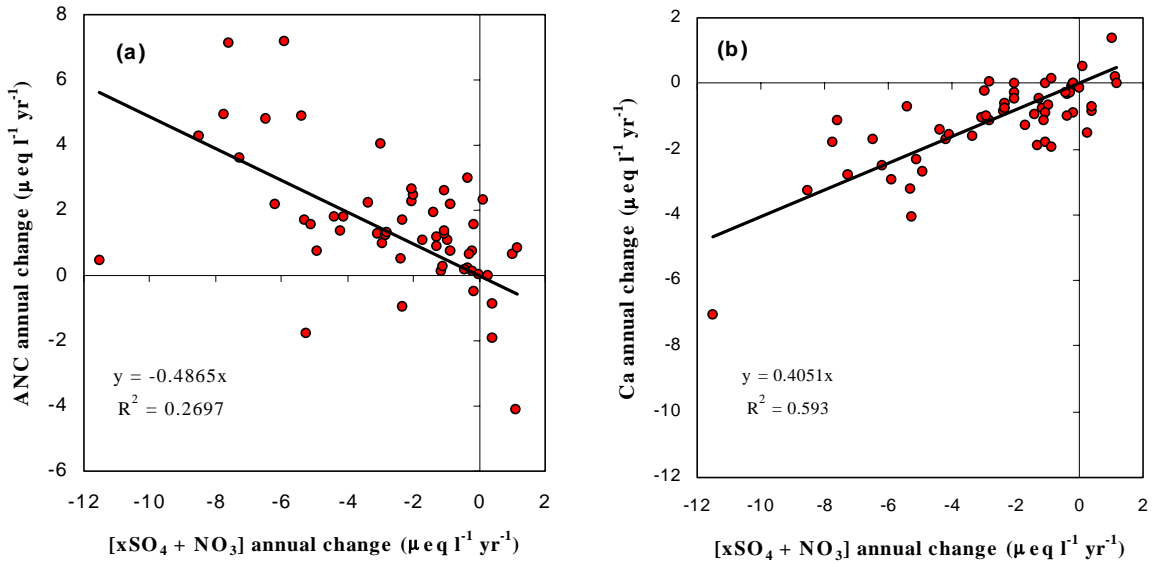 (a)
ANC annual change (μeq l⁻¹ yr⁻¹)
8
6
4
2
0
-2
-4
-6
y = -0.4865x
R² = 0.2697
-12 -10 -8 -6 -4 -2 0 2
[xSO₄ + NO₃] annual change (μeq l⁻¹ yr⁻¹)
(b)
Ca annual change (μeq l⁻¹ yr⁻¹)
2
0
-2
-4
-6
-8
-10
-12
y = 0.4051x
R² = 0.593
-12 -10 -8 -6 -4 -2 0 2
[xSO₄ + NO₃] annual change (μeq l⁻¹ yr⁻¹)